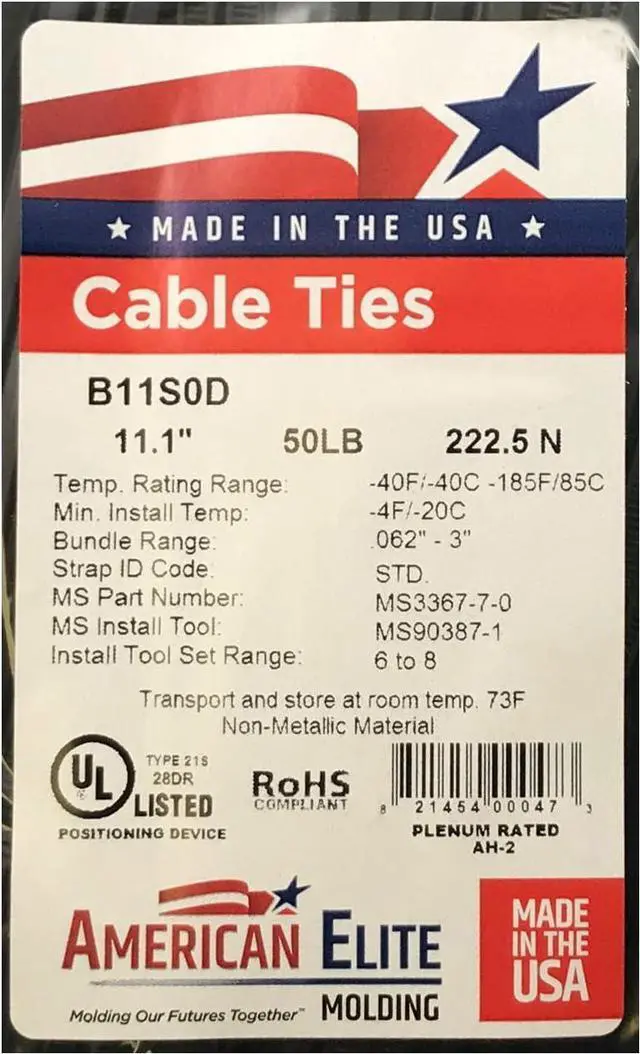 ★ MADE IN THE USA ★
Cable Ties
B11S0D
11.1" 50LB 222.5 N
Temp. Rating Range: -40F/-40C -185F/85C
Min. Install Temp: -4F/-20C
Bundle Range: .062" - 3"
Strap ID Code: STD.
MS Part Number: MS3367-7-0
MS Install Tool: MS90387-1
Install Tool Set Range: 6 to 8
Transport and store at room temp. 73F
Non-Metallic Material
UL
®
TYPE 21S
28DR
LISTED
POSITIONING DEVICE
RoHS
COMPLIANT
8 21454 00047 3
PLENUM RATED
AH-2
AMERICAN ELITE
Molding Our Futures Together™ MOLDING
MADE
IN THE
USA